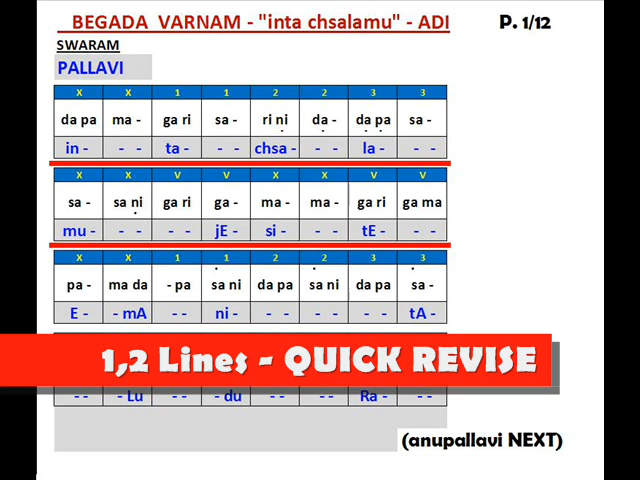 BEGADA VARNAM - "inta chsalamu" - ADI P. 1/12
SWARAM
PALLAVI
X X 1 1 2 2 3 3
da pa ma - ga ri sa - ri ni da - da pa sa -
in - - - ta - - - chsa - - - la - - -
X X V V X X V V
sa - sa ni ga ri ga - ma - ma - ga ri ga ma
mu - - - - - jE - si - - - tE - - -
X X 1 1 2 2 3 3
pa - ma da - pa sa ni da pa sa ni da pa sa -
E - - mA - - ni - - - - - - - tA -
1,2 Lines - QUICK REVISE
- - - Lu - - - du - - - - Ra - - -
(anupallavi NEXT)